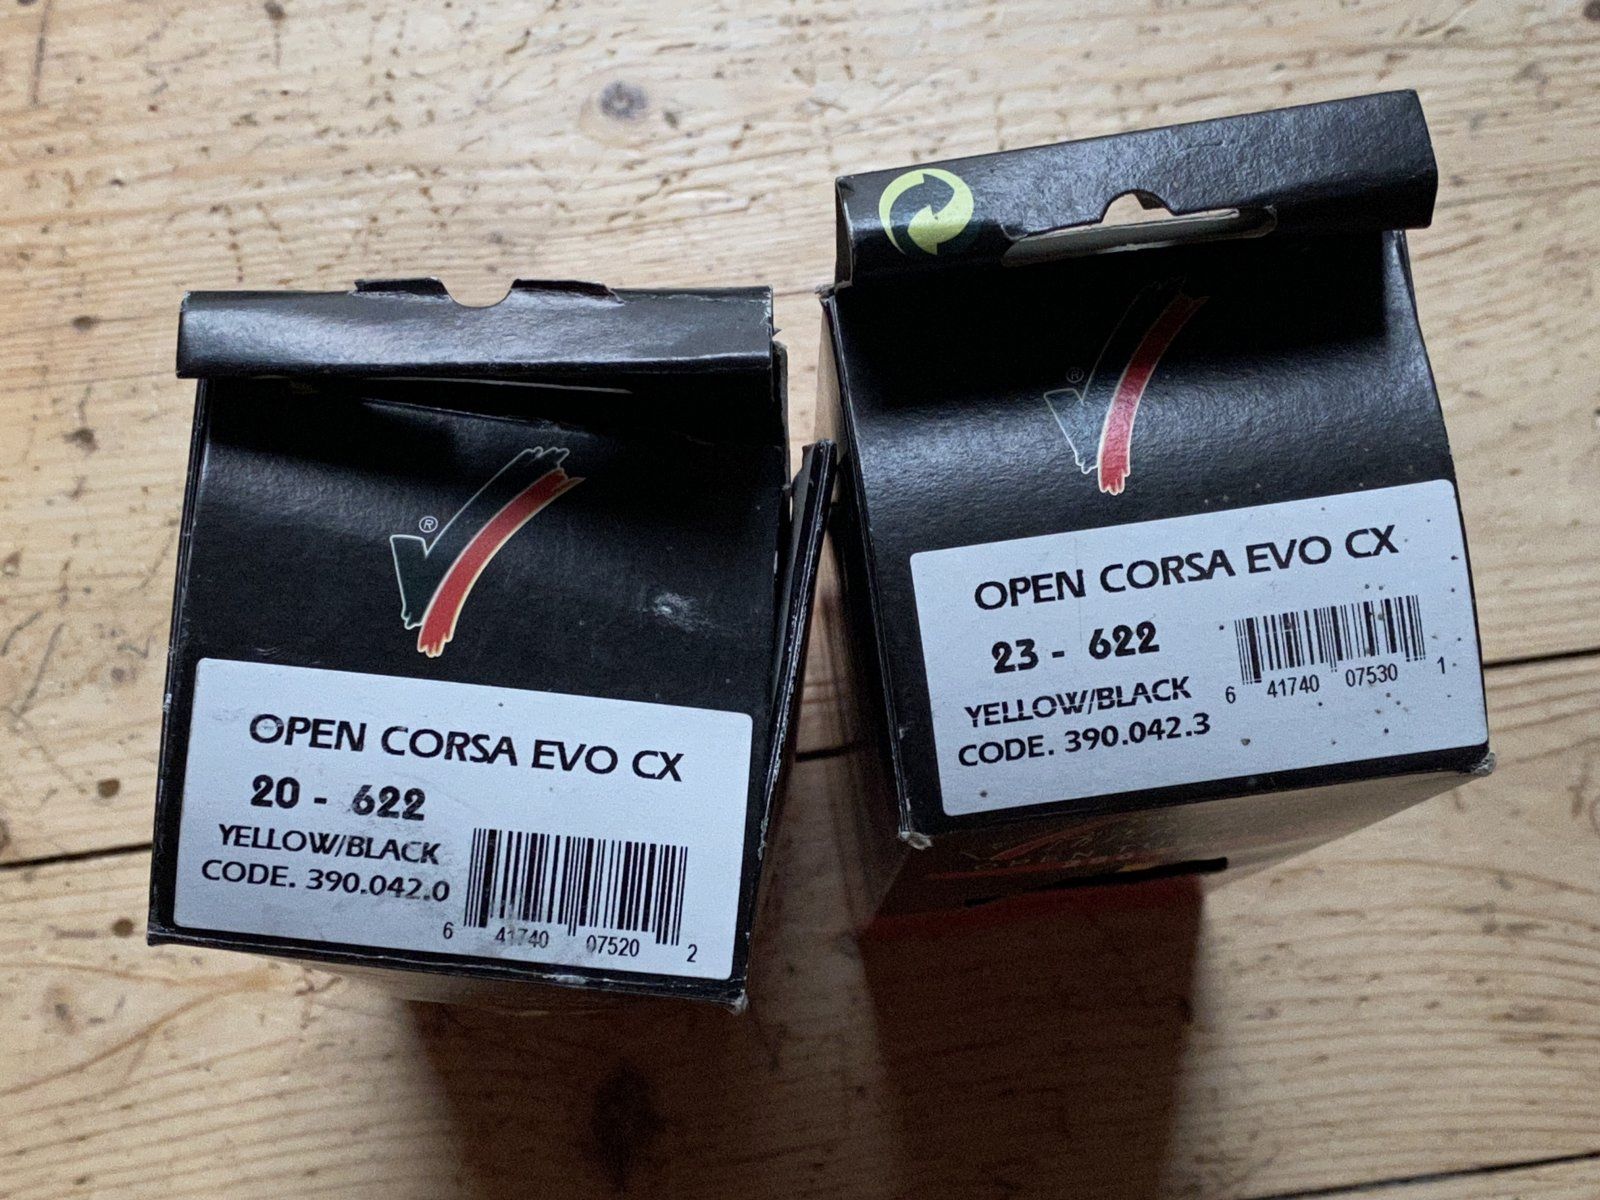 ®
OPEN CORSA EVO CX
20 - 622
YELLOW/BLACK
CODE. 390.042.0
6 41740 07520 2
®
OPEN CORSA EVO CX
23 - 622
YELLOW/BLACK
CODE. 390.042.3
6 41740 07530 1